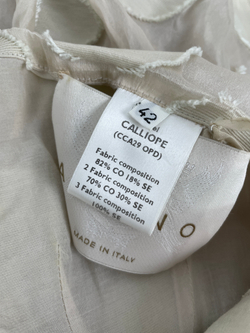 42
CALLIOPE
(CCA29 OPD)
Fabric composition
82% CO 18% SE
2 Fabric composition
70% CO 30% SE
3 Fabric composition
100% SE
NO
MADE IN ITALY